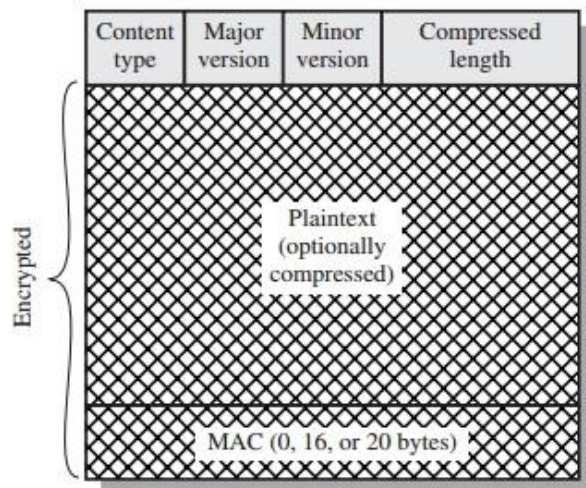 Content
type
Major
version
Minor
version
Compressed
length
Encrypted
Plaintext
(optionally
compressed)
MAC (0, 16, or 20 bytes)